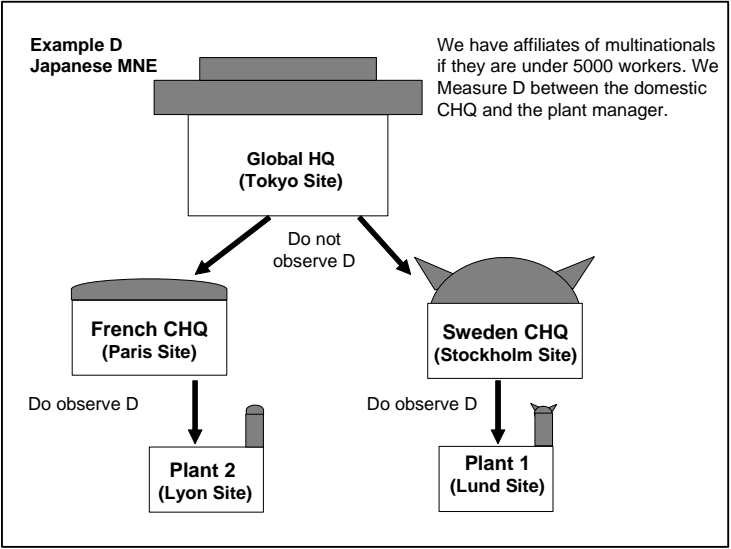 Example D
Japanese MNE
We have affiliates of multinationals
if they are under 5000 workers. We
Measure D between the domestic
CHQ and the plant manager.
Global HQ
(Tokyo Site)
Do not
observe D
French CHQ
(Paris Site)
Sweden CHQ
(Stockholm Site)
Do observe D
Do observe D
Plant 2
(Lyon Site)
Plant 1
(Lund Site)